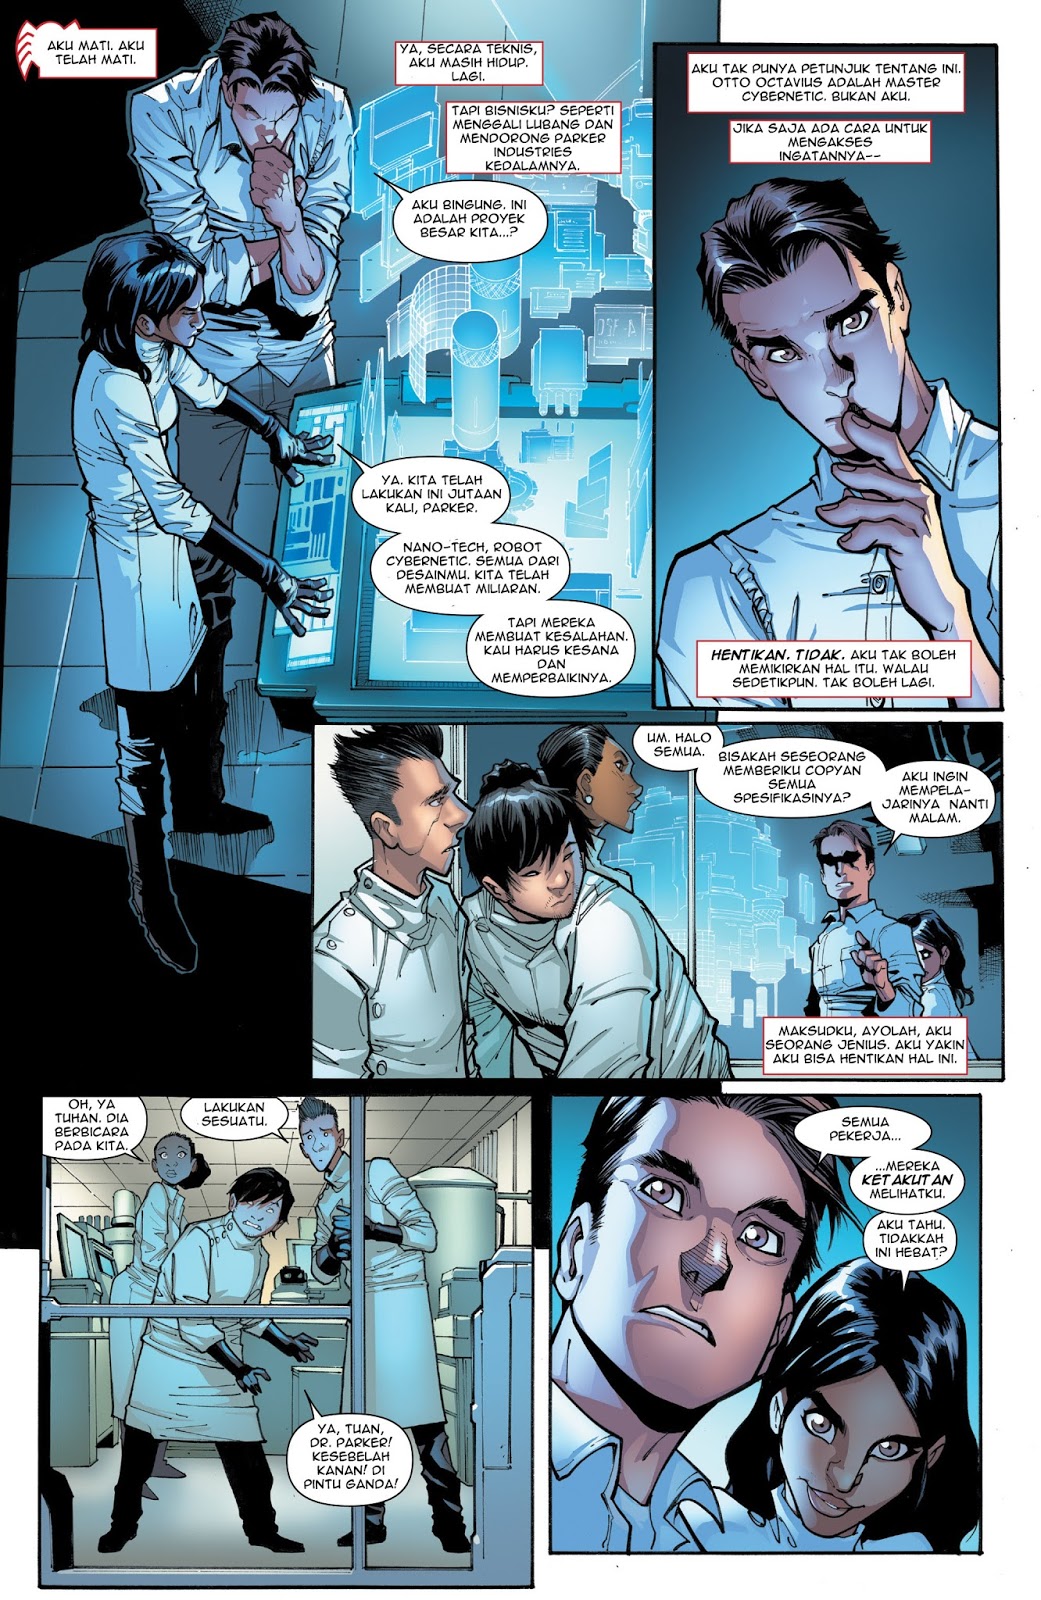 AKU MATI. AKU
TELAH MATI.
YA, SECARA TEKNIS,
AKU MASIH HIDUP.
LAGI.
TAPI BISNISKU? SEPERTI
MENGGALI LUBANG DAN
MENDORONG PARKER
INDUSTRIES
KEDALAMNYA.
AKU BINGUNG. INI
ADALAH PROYEK
BESAR KITA...?
YA. KITA TELAH
LAKUKAN INI JUTAAN
KALI, PARKER.
NANO-TECH, ROBOT
CYBERNETIC. SEMUA DARI
DESAINMU. KITA TELAH
MEMBUAT MILIARAN.
TAPI MEREKA
MEMBUAT KESALAHAN.
KAU HARUS KESANA
DAN
MEMPERBAIKINYA.
AKU TAK PUNYA PETUNJUK TENTANG INI.
OTTO OCTAVIUS ADALAH MASTER
CYBERNETIC. BUKAN AKU.
JIKA SAJA ADA CARA UNTUK
MENGAKSES
INGATANNYA--
HENTIKAN. TIDAK. AKU TAK BOLEH
MEMIKIRKAN HAL ITU. WALAU
SEDETIKPUN. TAK BOLEH LAGI.
UM. HALO
SEMUA.
BISAKAH SESEORANG
MEMBERIKU COPYAN
SEMUA
SPESIFIKASINYA?
AKU INGIN
MEMPELA-
JARINYA NANTI
MALAM.
MAKSUDKU, AYOLAH, AKU
SEORANG JENIUS. AKU YAKIN
AKU BISA HENTIKAN HAL INI.
OH, YA
TUHAN. DIA
BERBICARA
PADA KITA.
LAKUKAN
SESUATU.
YA, TUAN,
DR. PARKER!
KESEBELAH
KANAN! DI
PINTU GANDA!
SEMUA
PEKERJA...
...MEREKA
KETAKUTAN
MELIHATKU.
AKU TAHU.
TIDAKKAH
INI HEBAT?